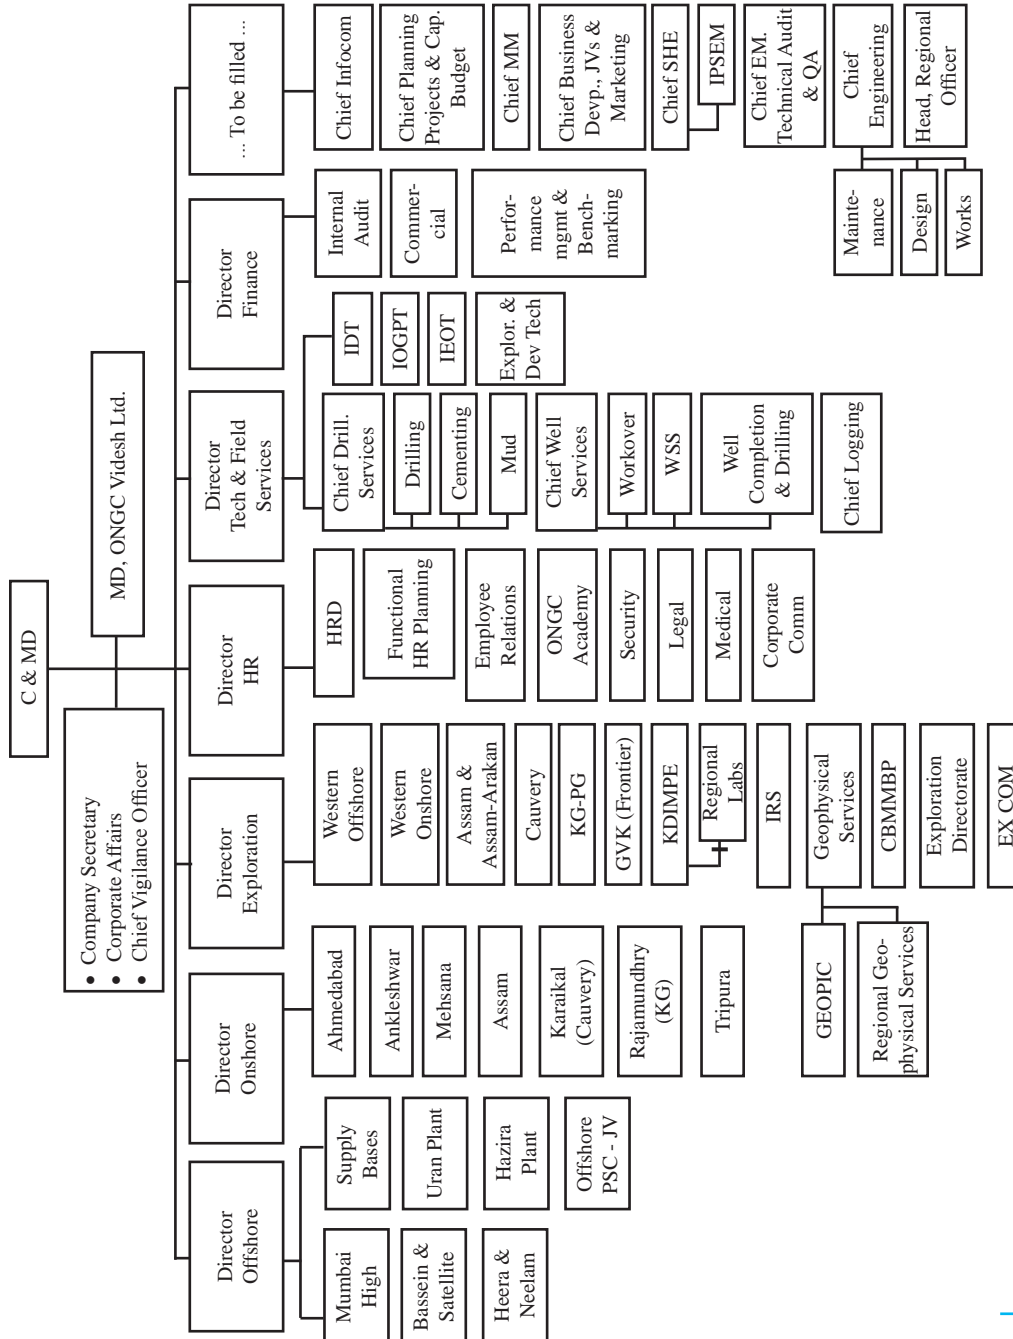 C & MD
• Company Secretary
• Corporate Affairs
• Chief Vigilance Officer
MD, ONGC Videsh Ltd.
Director
Offshore
Mumbai
High
Bassein &
Satellite
Heera &
Neelam
Supply
Bases
Uran Plant
Hazira
Plant
Offshore
PSC - JV
Director
Onshore
Ahmedabad
Ankleshwar
Mehsana
Assam
Karaikal
(Cauvery)
Rajamundhry
(KG)
Tripura
Director
Exploration
Western
Offshore
Western
Onshore
Assam &
Assam-Arakan
Cauvery
KG-PG
GVK (Frontier)
KDIMPE
Regional
Labs
IRS
Geophysical
Services
GEOPIC
Regional Geo-
physical Services
CBMMBP
Exploration
Directorate
EX COM
Director
HR
HRD
Functional
HR Planning
Employee
Relations
ONGC
Academy
Security
Legal
Medical
Corporate
Comm
Director
Tech & Field
Services
Chief Drill.
Services
Drilling
Cementing
Mud
Chief Well
Services
Workover
WSS
Well
Completion
& Drilling
Chief Logging
IDT
IOGPT
IEOT
Explor. &
Dev Tech
Director
Finance
Internal
Audit
Commer-
cial
Perfor-
mance
mgmt &
Bench-
marking
... To be filled ...
Chief Infocom
Chief Planning
Projects & Cap.
Budget
Chief MM
Chief Business
Devp., JVs &
Marketing
Chief SHE
IPSEM
Chief EM.
Technical Audit
& QA
Chief
Engineering
Mainte-
nance
Design
Works
Head, Regional
Officer